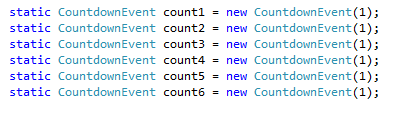 static CountdownEvent count1 = new CountdownEvent(1);
static CountdownEvent count2 = new CountdownEvent(1);
static CountdownEvent count3 = new CountdownEvent(1);
static CountdownEvent count4 = new CountdownEvent(1);
static CountdownEvent count5 = new CountdownEvent(1);
static CountdownEvent count6 = new CountdownEvent(1);